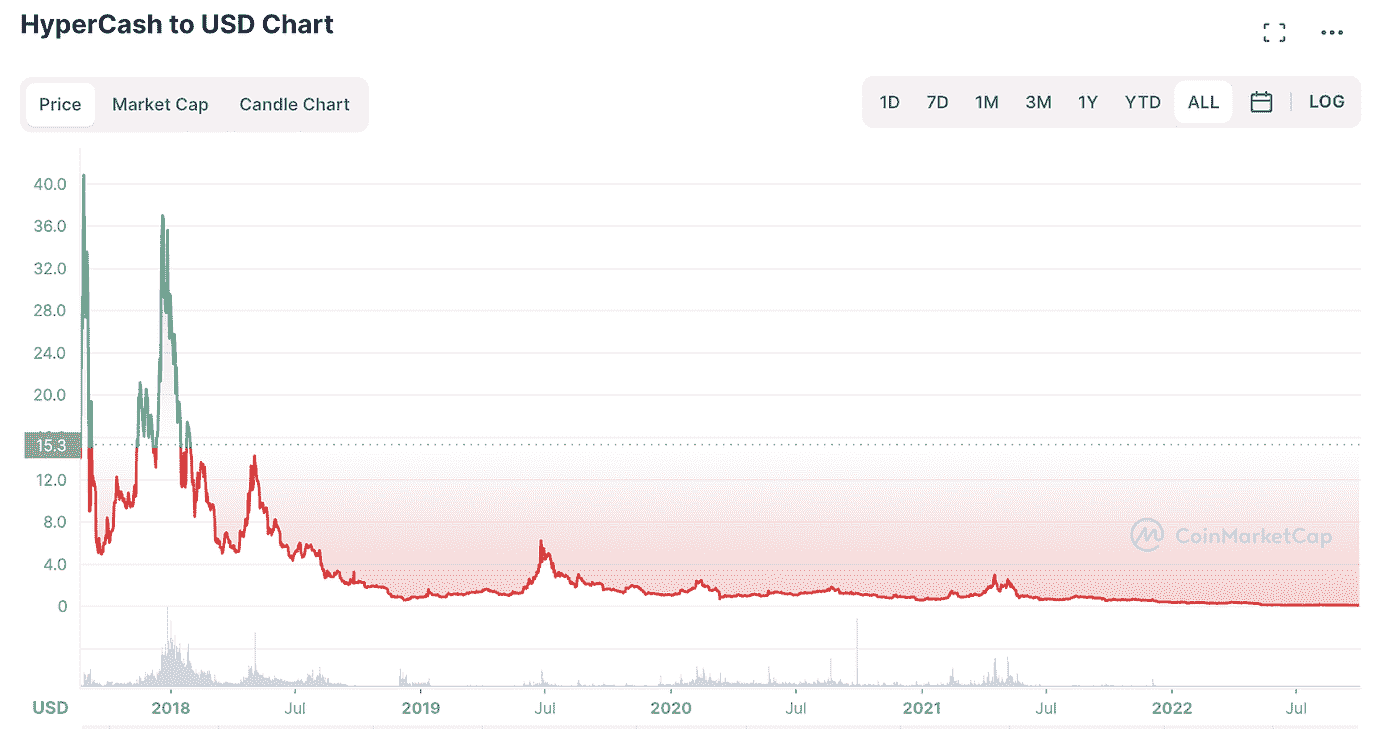 HyperCash to USD Chart
Price Market Cap Candle Chart
1D 7D 1M 3M 1Y YTD ALL LOG
40.0
36.0
32.0
28.0
24.0
20.0
15.3
12.0
8.0
CoinMarketCap
4.0
0
USD 2018 Jul 2019 Jul 2020 Jul 2021 Jul 2022 Jul